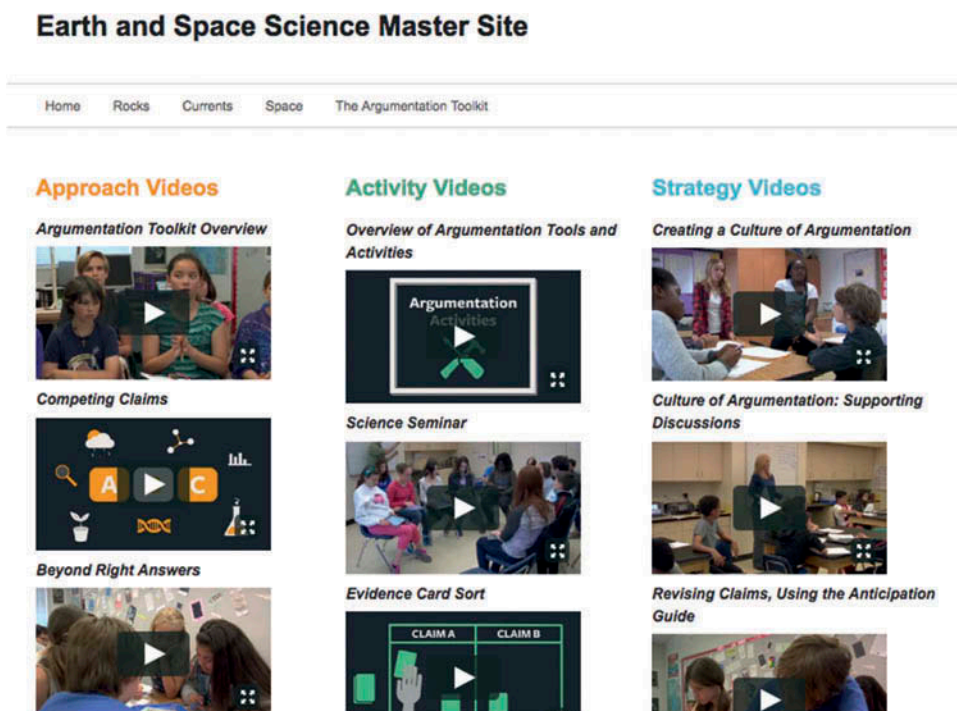 Earth and Space Science Master Site
Home Rocks Currents Space The Argumentation Toolkit
Approach Videos
Argumentation Toolkit Overview
Competing Claims
A C
Beyond Right Answers
Activity Videos
Overview of Argumentation Tools and
Activities
Argumentation
Activities
Science Seminar
Evidence Card Sort
CLAIM A CLAIM B
Strategy Videos
Creating a Culture of Argumentation
Culture of Argumentation: Supporting
Discussions
Revising Claims, Using the Anticipation
Guide